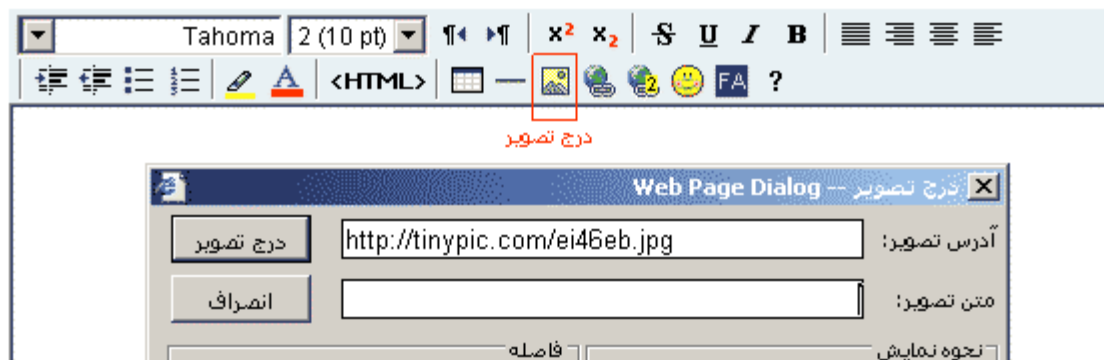 Tahoma 2 (10 pt) ¶ ¶ x² x₂ S U I B
A <HTML> 2 FA ?
درج تصویر
درج تصویر -- Web Page Dialog
آدرس تصویر: http://tinypic.com/ei46eb.jpg درج تصویر
متن تصویر: انصراف
نحوه نمایش فاصله